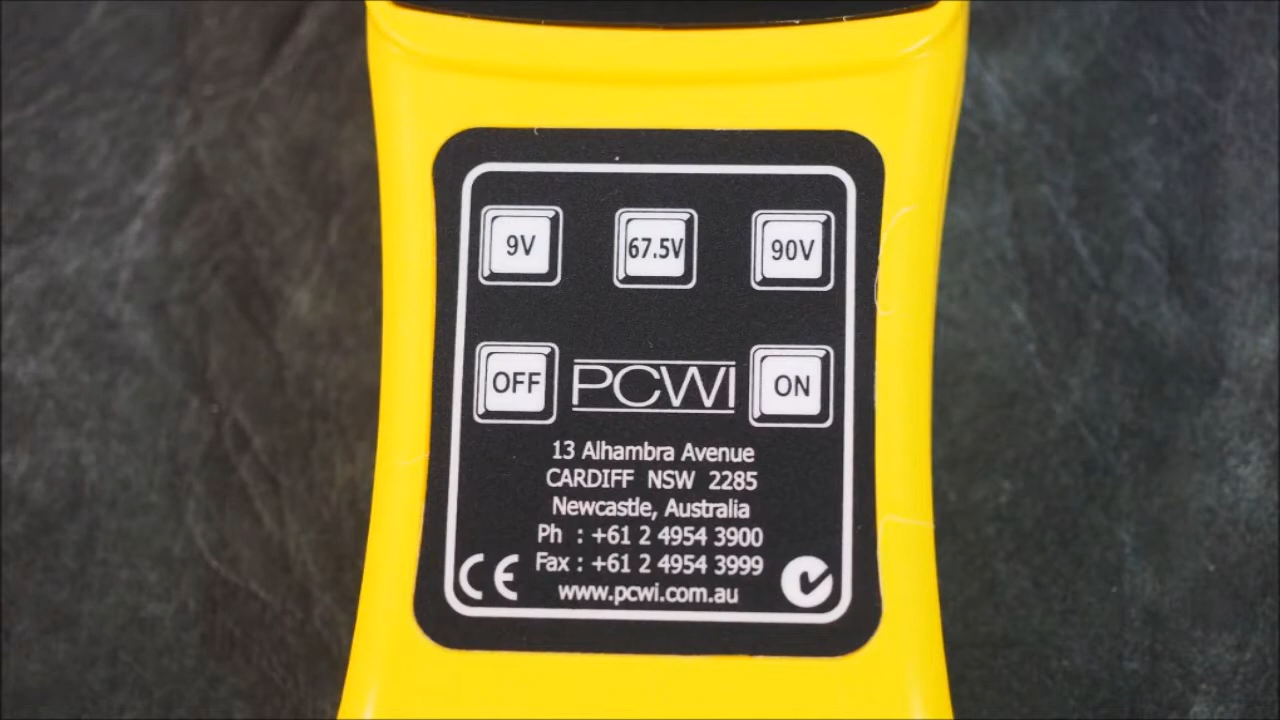 9V 67.5V 90V
OFF PCWI ON
13 Alhambra Avenue
CARDIFF NSW 2285
Newcastle, Australia
Ph : +61 2 4954 3900
Fax : +61 2 4954 3999
CE www.pcwi.com.au